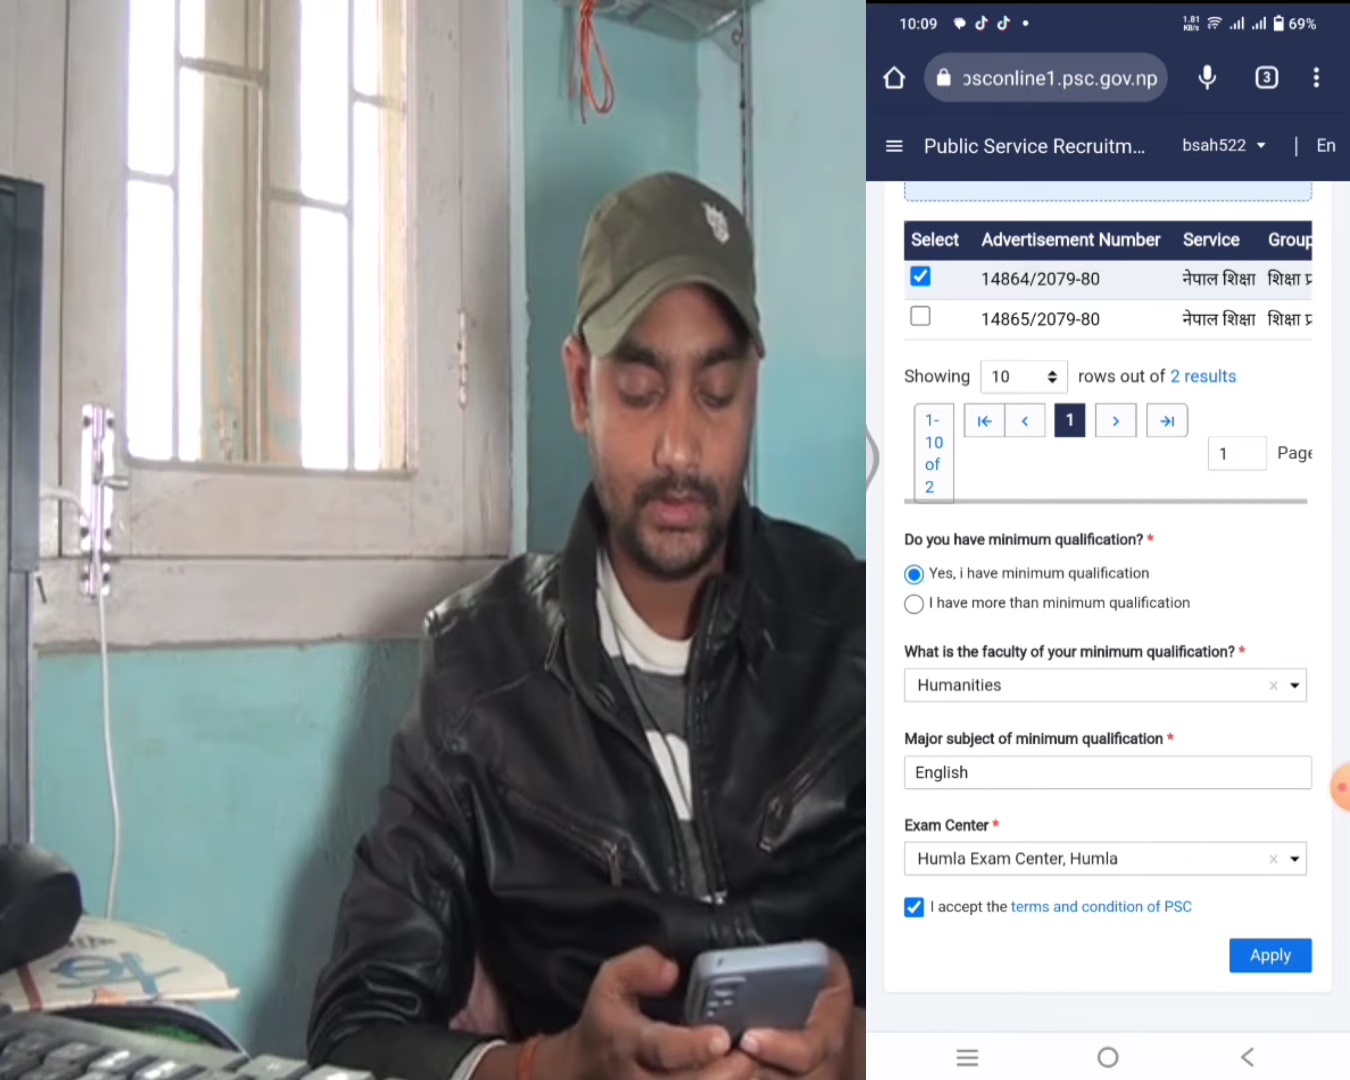 10:09
1.81 KB/s
69%
psconline1.psc.gov.np
3
Public Service Recruitm...
bsah522
|
En
Select Advertisement Number Service Group
14864/2079-80 नेपाल शिक्षा शिक्षा प्र
14865/2079-80 नेपाल शिक्षा शिक्षा प्र
Showing 10 rows out of 2 results
1-
10
of
2
1
1 Page
Do you have minimum qualification? *
Yes, i have minimum qualification
I have more than minimum qualification
What is the faculty of your minimum qualification? *
Humanities
Major subject of minimum qualification *
English
Exam Center *
Humla Exam Center, Humla
I accept the terms and condition of PSC
Apply